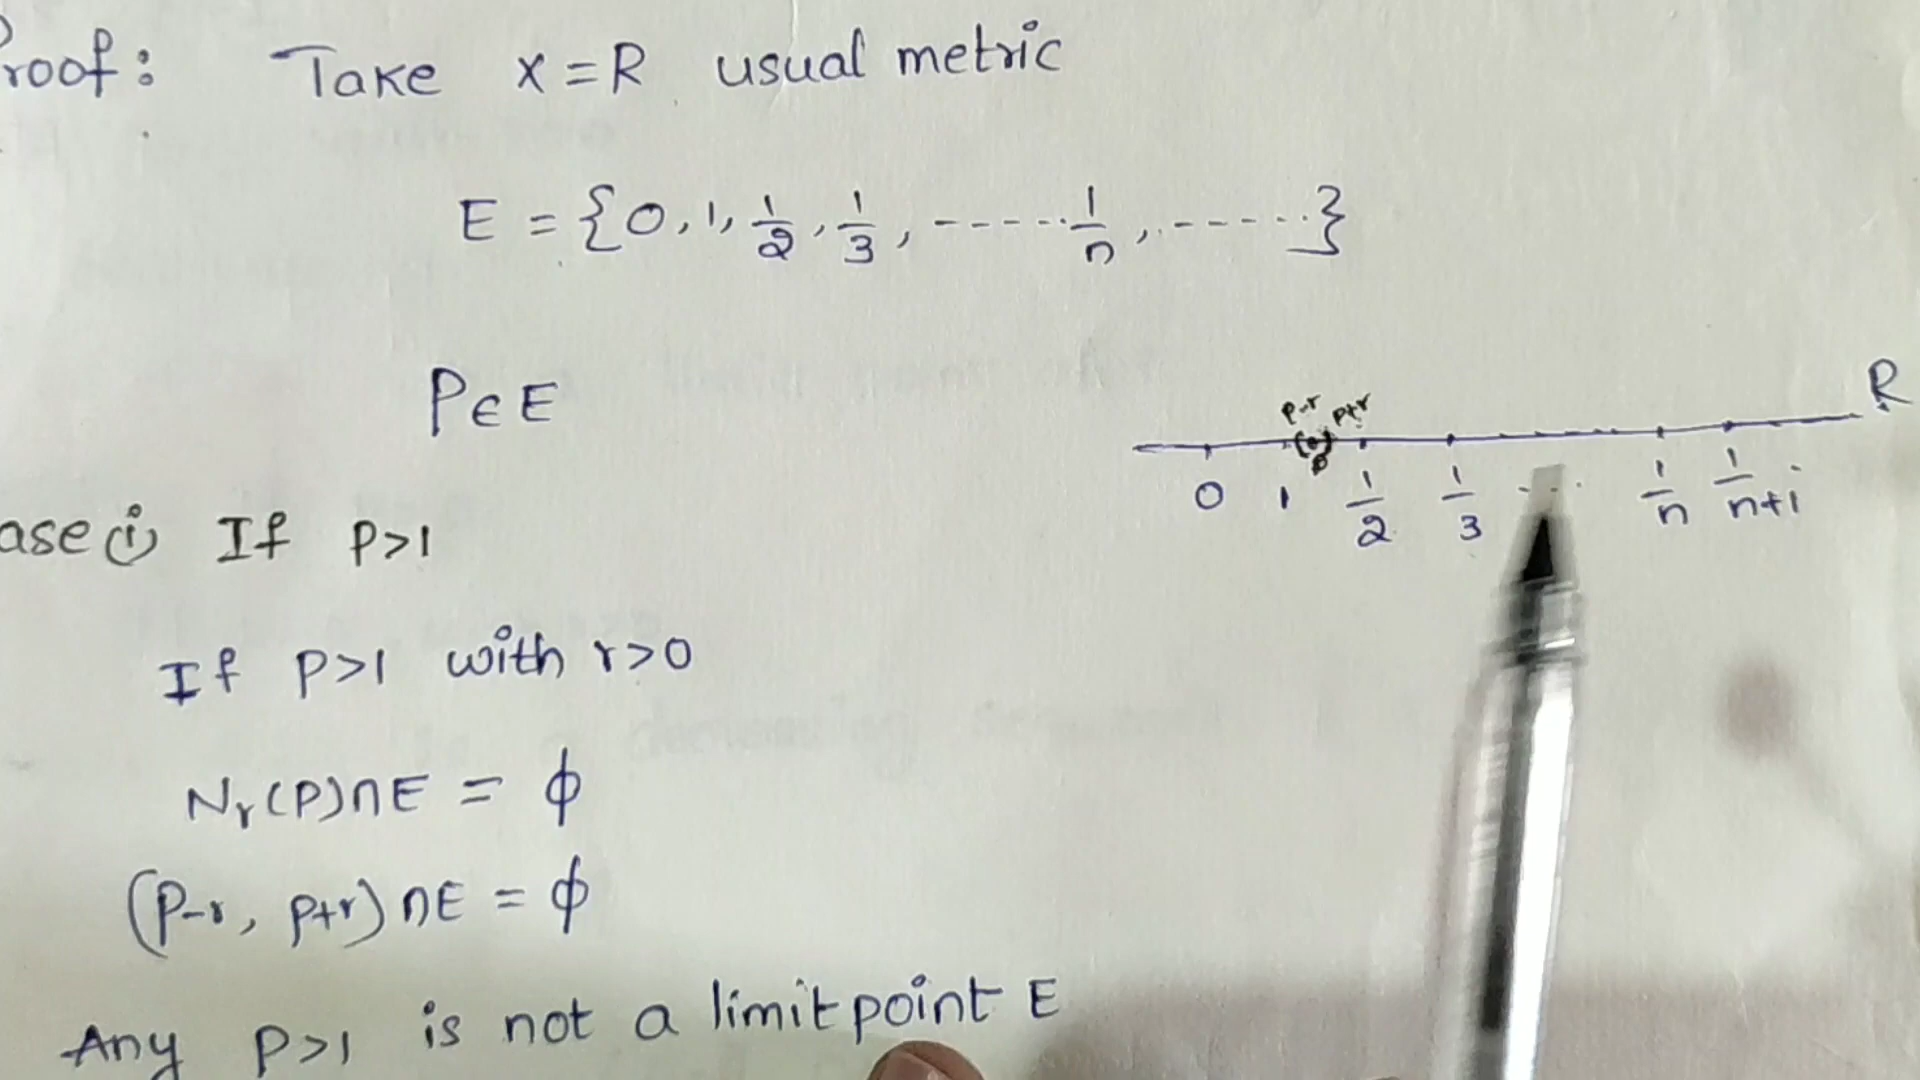 roof: Take x = R usual metric
E = {0, 1, 1/2, 1/3, ------ 1/n, ------}
P∈E
R
P-r P+r
( )
P
0 1 1/2 1/3 ... 1/n 1/n+1
ase (i) If P>1
If P>1 with r>0
Nr(P)∩E = ϕ
(P-r, P+r)∩E = ϕ
Any P>1 is not a limit point E